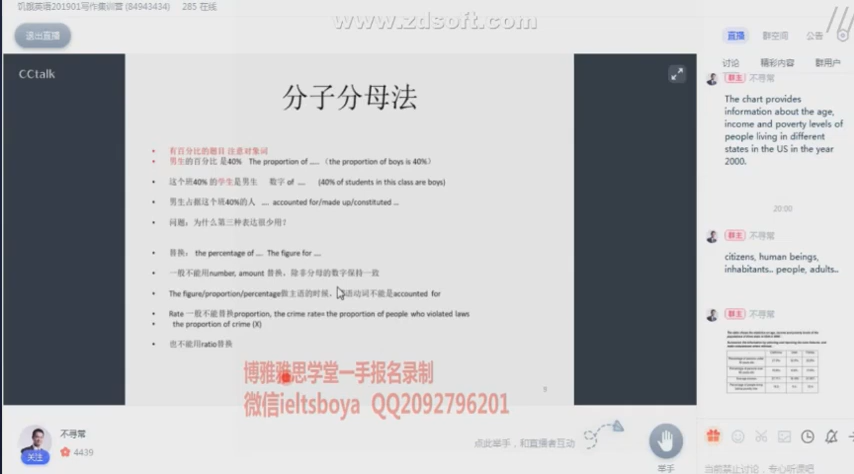 矶雅英语201901写作集训营 (84943434) 285 在线
www.zdsoft.com
退出直播
直播 群空间 公告
CCtalk
讨论 精彩内容 群用户
分子分母法
有百分比的题目 注意对象词
男生的百分比 是40% The proportion of ..... (the proportion of boys is 40%)
这个班40% 的学生是男生 数字 of .... (40% of students in this class are boys)
男生占据这个班40%的人 .... accounted for/made up/constituted ...
问题：为什么第三种表达很少用？
替换： the percentage of .... The figure for ....
一般不能用number, amount 替换，除非分母的数字保持一致
The figure/proportion/percentage做主语的时候， 语动词不能是accounted for
Rate 一般不能替换proportion, the crime rate= the proportion of people who violated laws
the proportion of crime (X)
也不能用ratio替换
8
博雅雅思学堂一手报名录制
微信ieltsboya QQ2092796201
群主 不寻常
The chart provides
information about the age,
income and poverty levels of
people living in different
states in the US in the year
2000.
20:00
群主 不寻常
citizens, human beings,
inhabitants.. people, adults..
群主 不寻常
不寻常
4439
关注
点此举手，和直播者互动
举手
当前禁止讨论，专心听课吧